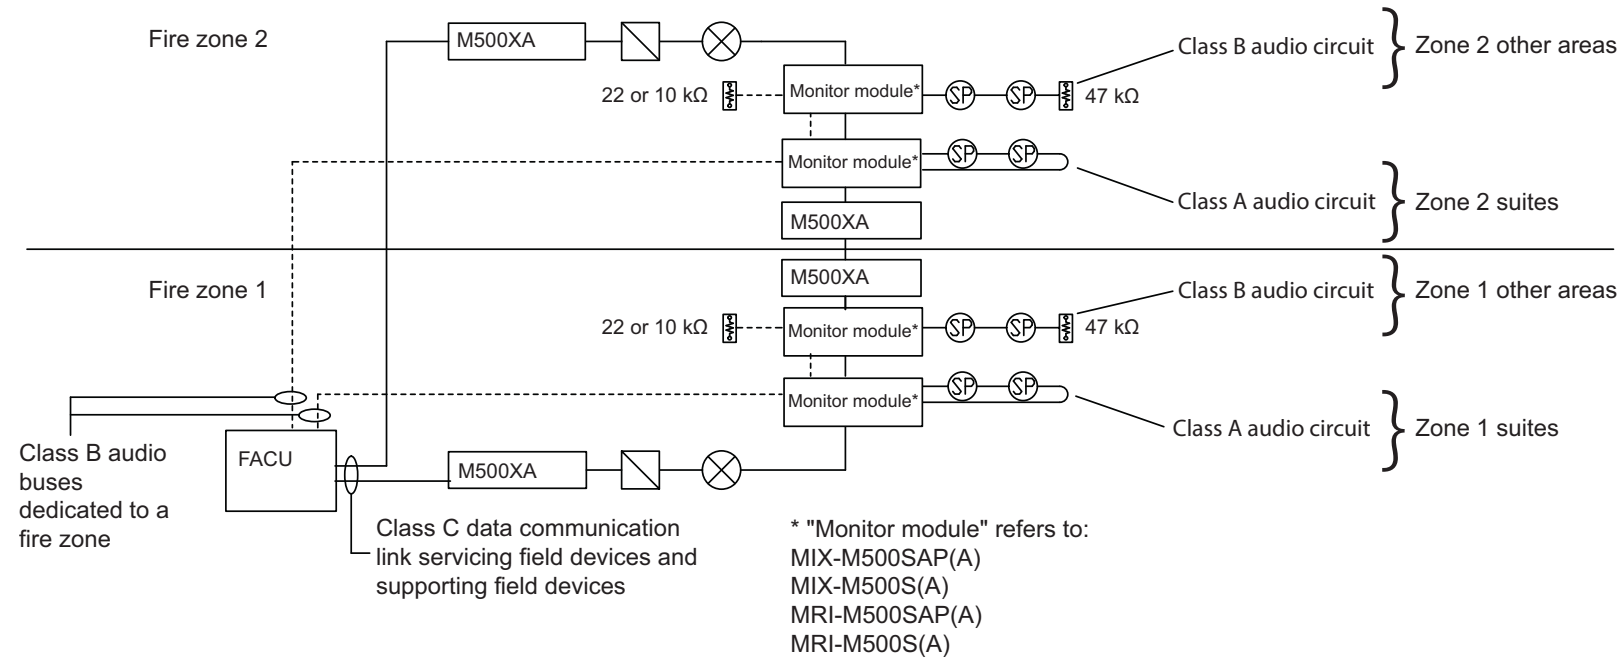 Fire zone 2
M500XA
Class B audio circuit
Zone 2 other areas
22 or 10 kΩ
Monitor module*
SP
SP
47 kΩ
Monitor module*
SP
SP
Class A audio circuit
Zone 2 suites
M500XA
Fire zone 1
M500XA
Class B audio circuit
Zone 1 other areas
22 or 10 kΩ
Monitor module*
SP
SP
47 kΩ
Monitor module*
SP
SP
Class A audio circuit
Zone 1 suites
Class B audio
buses
dedicated to a
fire zone
FACU
M500XA
Class C data communication
link servicing field devices and
supporting field devices
* "Monitor module" refers to:
MIX-M500SAP(A)
MIX-M500S(A)
MRI-M500SAP(A)
MRI-M500S(A)